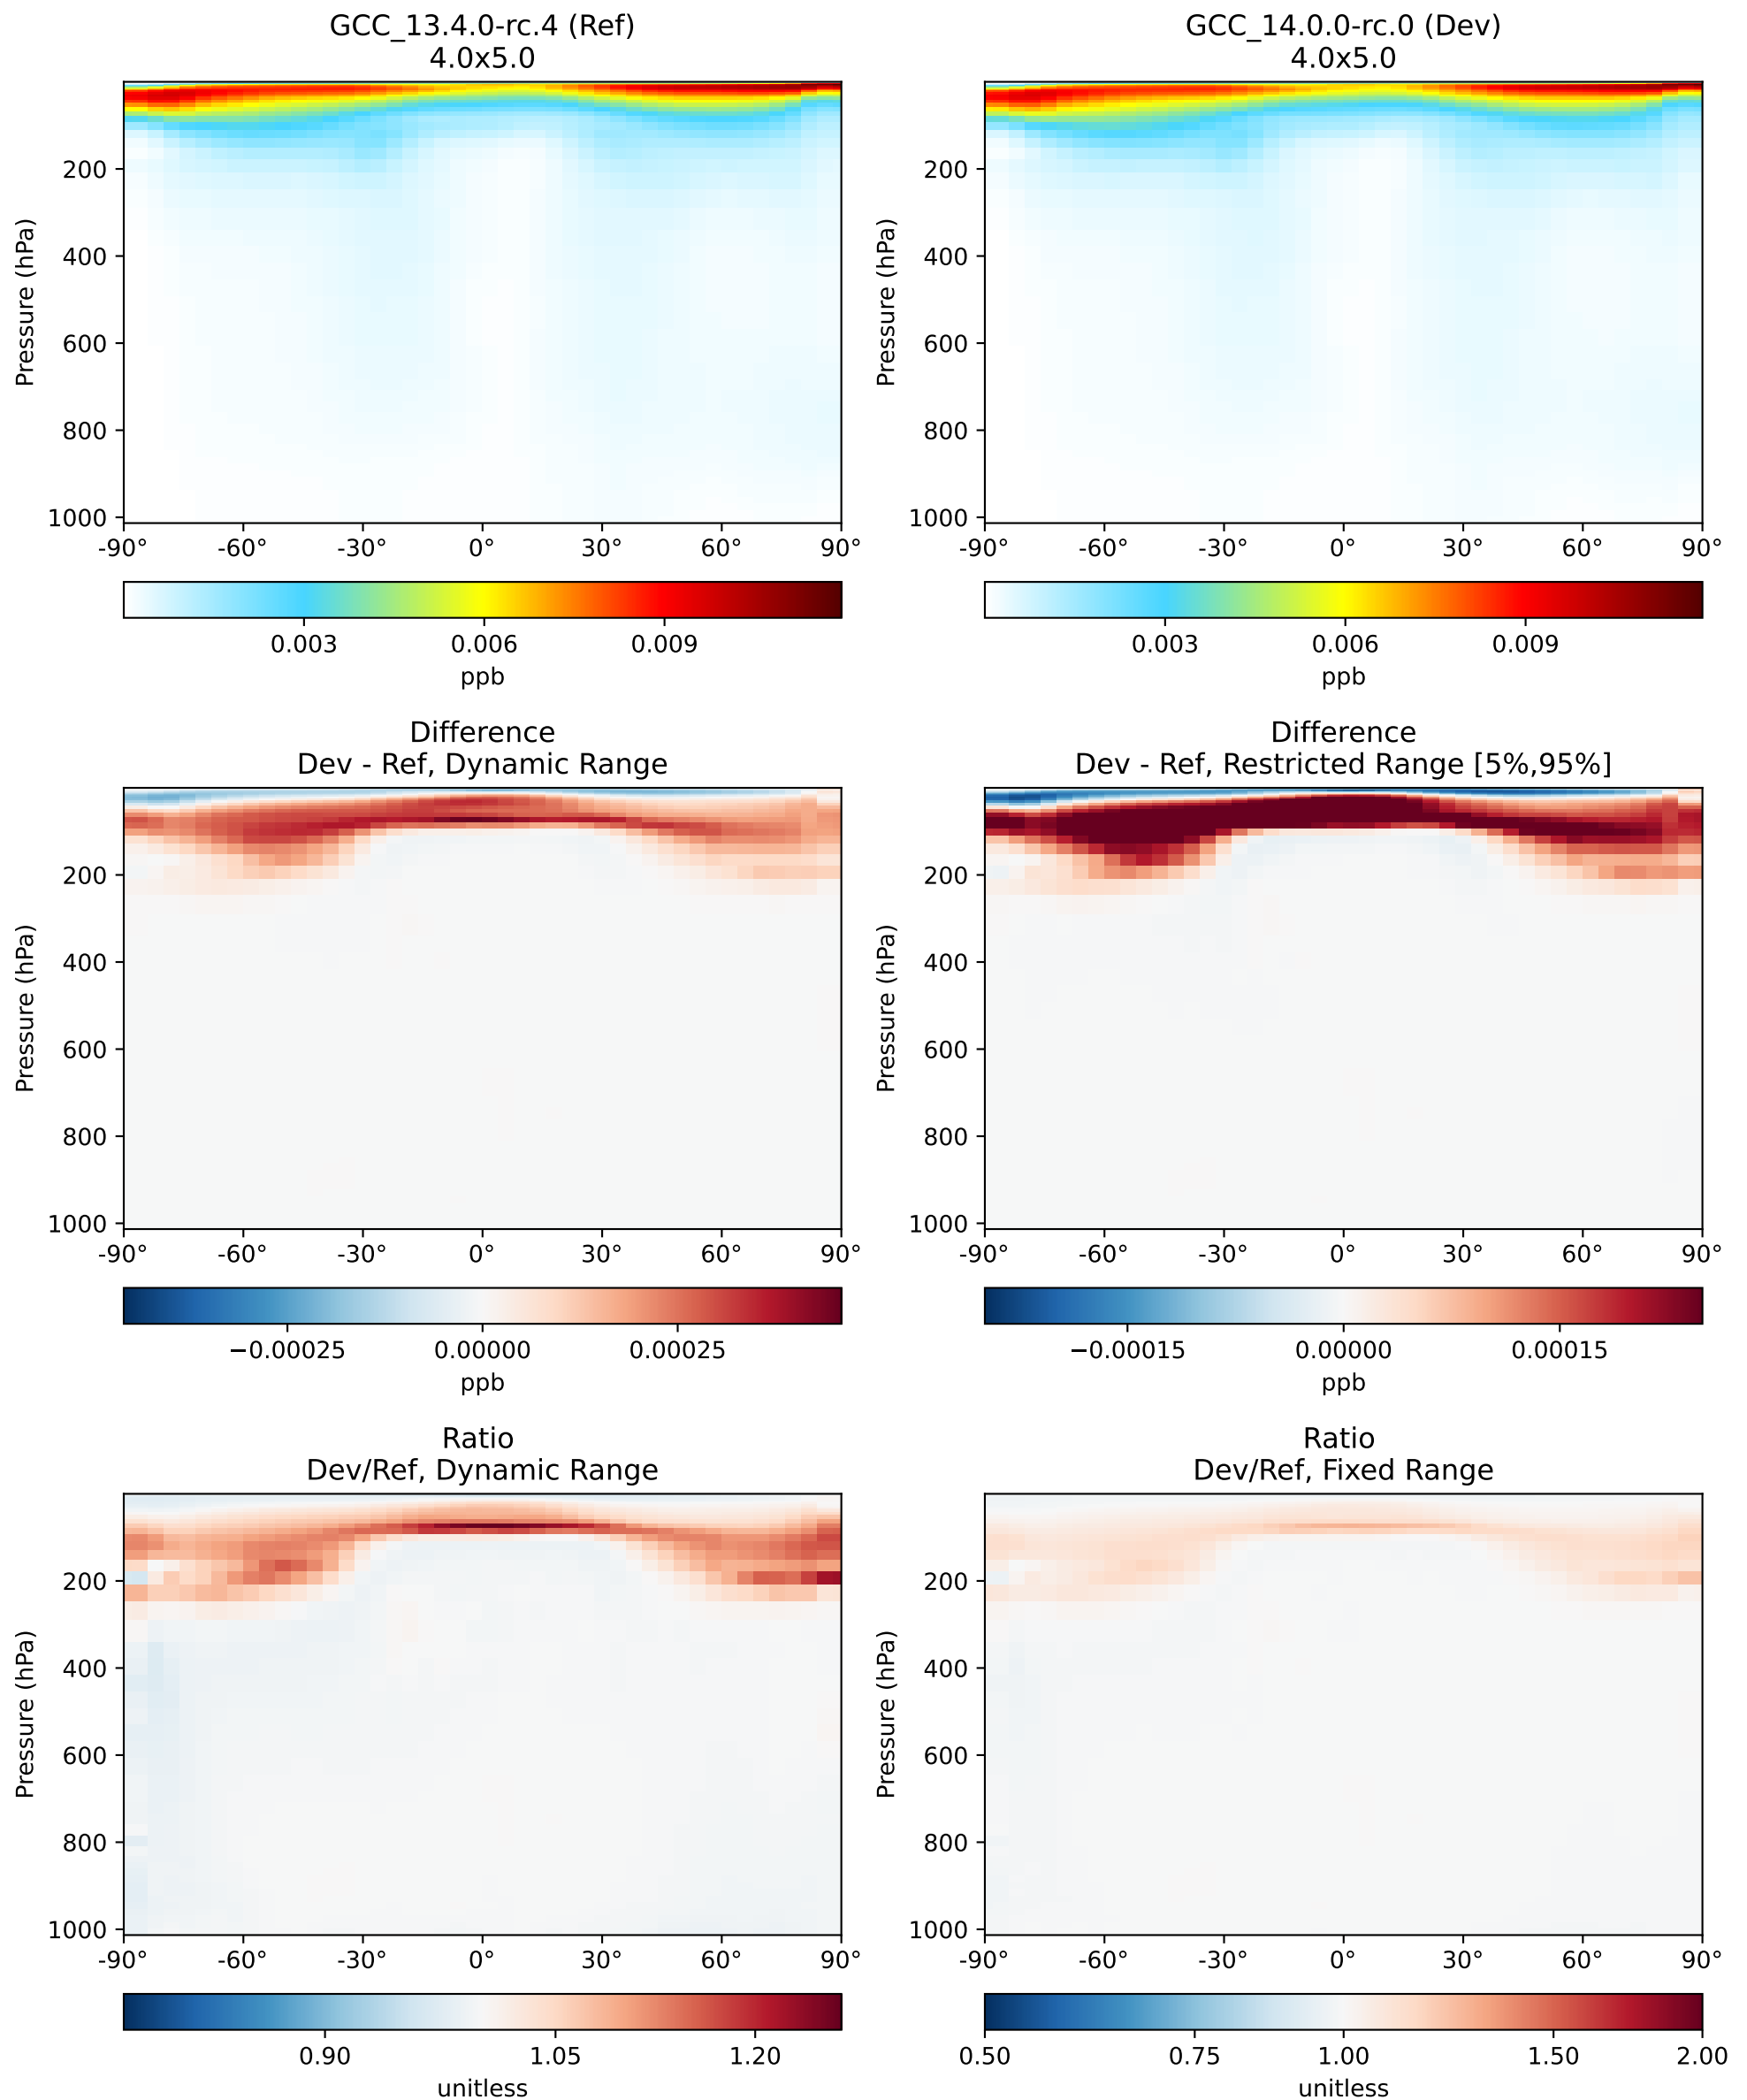 GCC_13.4.0-rc.4 (Ref)
4.0x5.0
Pressure (hPa)
200
400
600
800
1000
-90° -60° -30° 0° 30° 60° 90°
0.003 0.006 0.009
ppb
GCC_14.0.0-rc.0 (Dev)
4.0x5.0
Pressure (hPa)
200
400
600
800
1000
-90° -60° -30° 0° 30° 60° 90°
0.003 0.006 0.009
ppb
Difference
Dev - Ref, Dynamic Range
Pressure (hPa)
200
400
600
800
1000
-90° -60° -30° 0° 30° 60° 90°
−0.00025 0.00000 0.00025
ppb
Difference
Dev - Ref, Restricted Range [5%,95%]
Pressure (hPa)
200
400
600
800
1000
-90° -60° -30° 0° 30° 60° 90°
−0.00015 0.00000 0.00015
ppb
Ratio
Dev/Ref, Dynamic Range
Pressure (hPa)
200
400
600
800
1000
-90° -60° -30° 0° 30° 60° 90°
0.90 1.05 1.20
unitless
Ratio
Dev/Ref, Fixed Range
Pressure (hPa)
200
400
600
800
1000
-90° -60° -30° 0° 30° 60° 90°
0.50 0.75 1.00 1.50 2.00
unitless